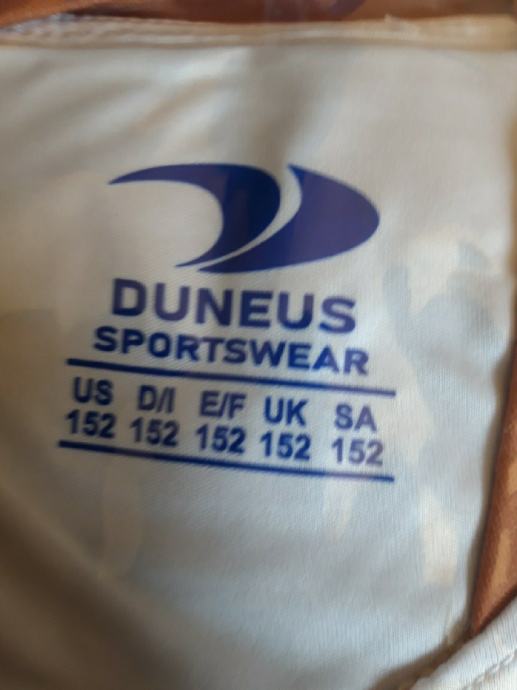 DUNEUS
SPORTSWEAR
US D/I E/F UK SA
152 152 152 152 152